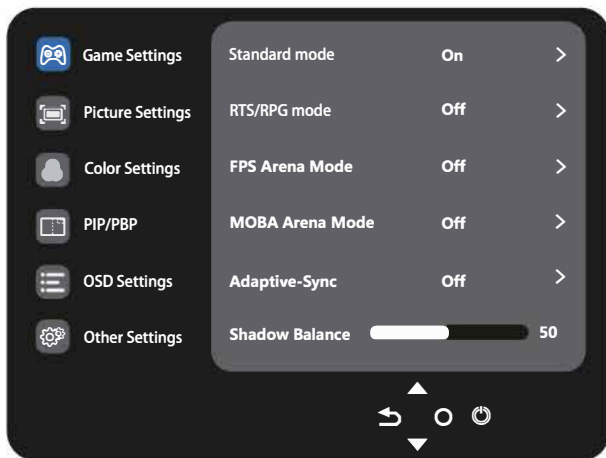 Game Settings
Picture Settings
Color Settings
PIP/PBP
OSD Settings
Other Settings
Standard mode On >
RTS/RPG mode Off >
FPS Arena Mode Off >
MOBA Arena Mode Off >
Adaptive-Sync Off >
Shadow Balance 50